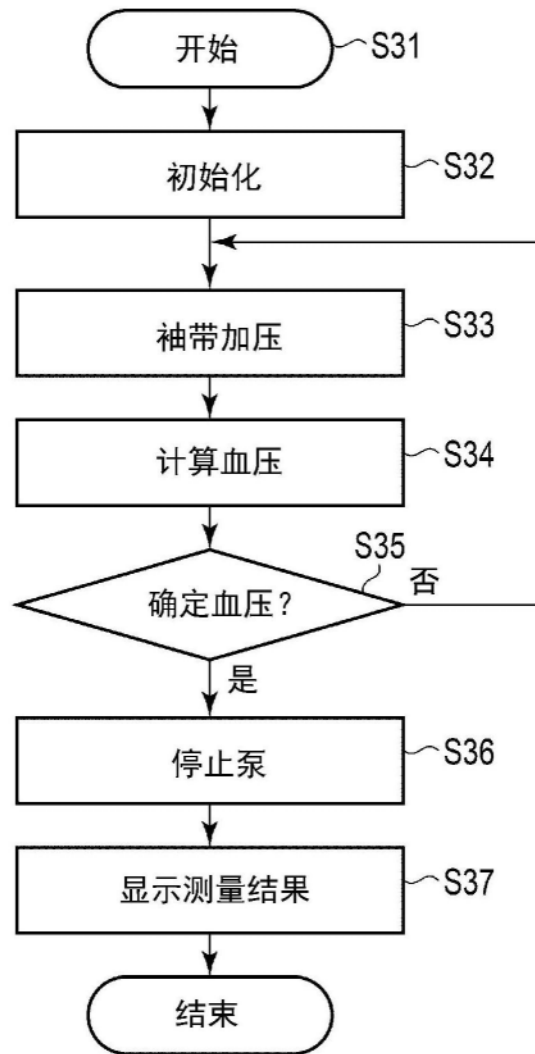 开始
S31
初始化
S32
袖带加压
S33
计算血压
S34
S35
确定血压？
否
是
停止泵
S36
显示测量结果
S37
结束